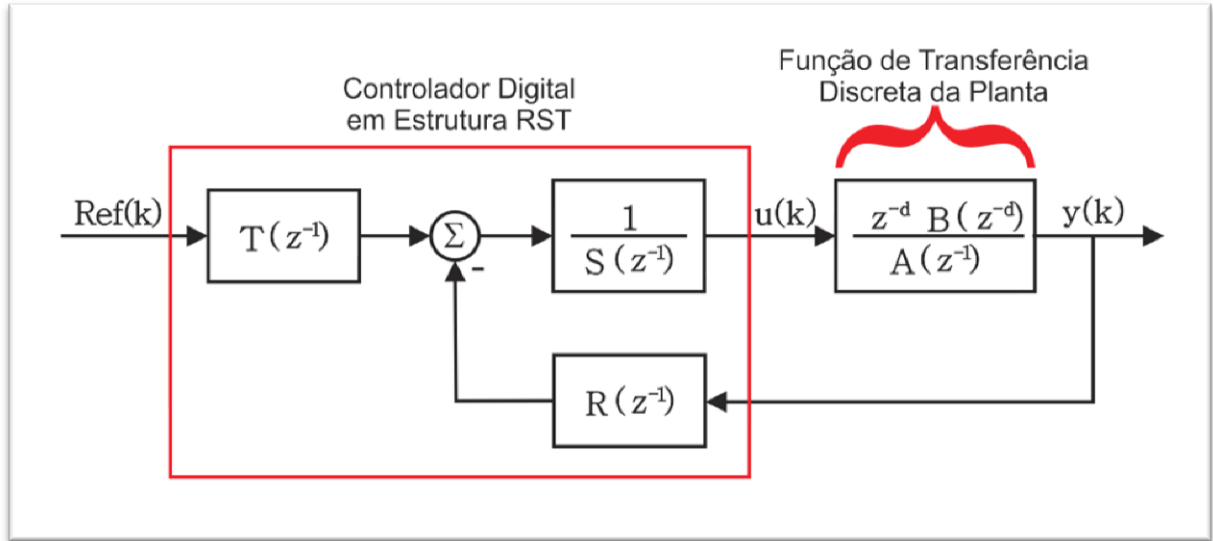 Função de Transferência
Discreta da Planta
Controlador Digital
em Estrutura RST
Ref(k)
T(z⁻¹)
Σ
-
1
S(z⁻¹)
u(k)
z⁻ᵈ B(z⁻ᵈ)
A(z⁻¹)
y(k)
R(z⁻¹)